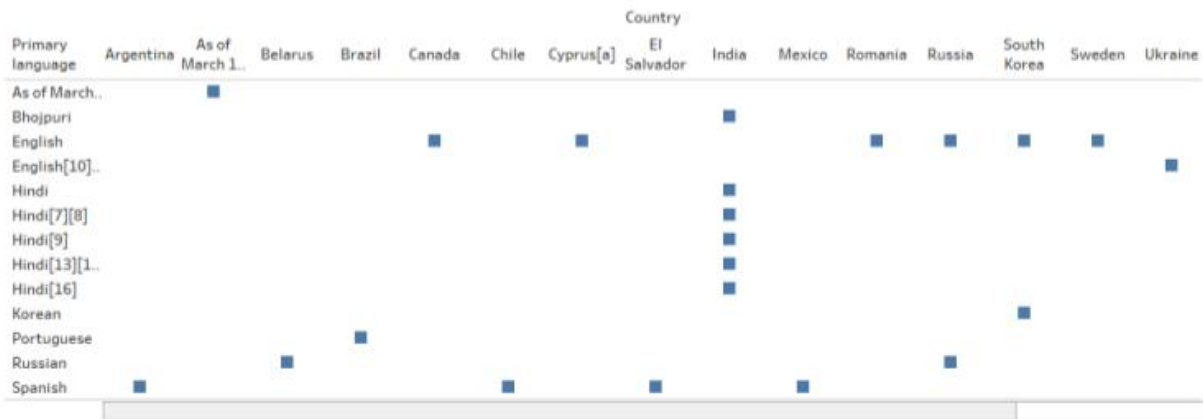 Country
Primary language Argentina As of March 1.. Belarus Brazil Canada Chile Cyprus[a] El Salvador India Mexico Romania Russia South Korea Sweden Ukraine
As of March..
Bhojpuri
English
English[10]..
Hindi
Hindi[7][8]
Hindi[9]
Hindi[13][1..
Hindi[16]
Korean
Portuguese
Russian
Spanish